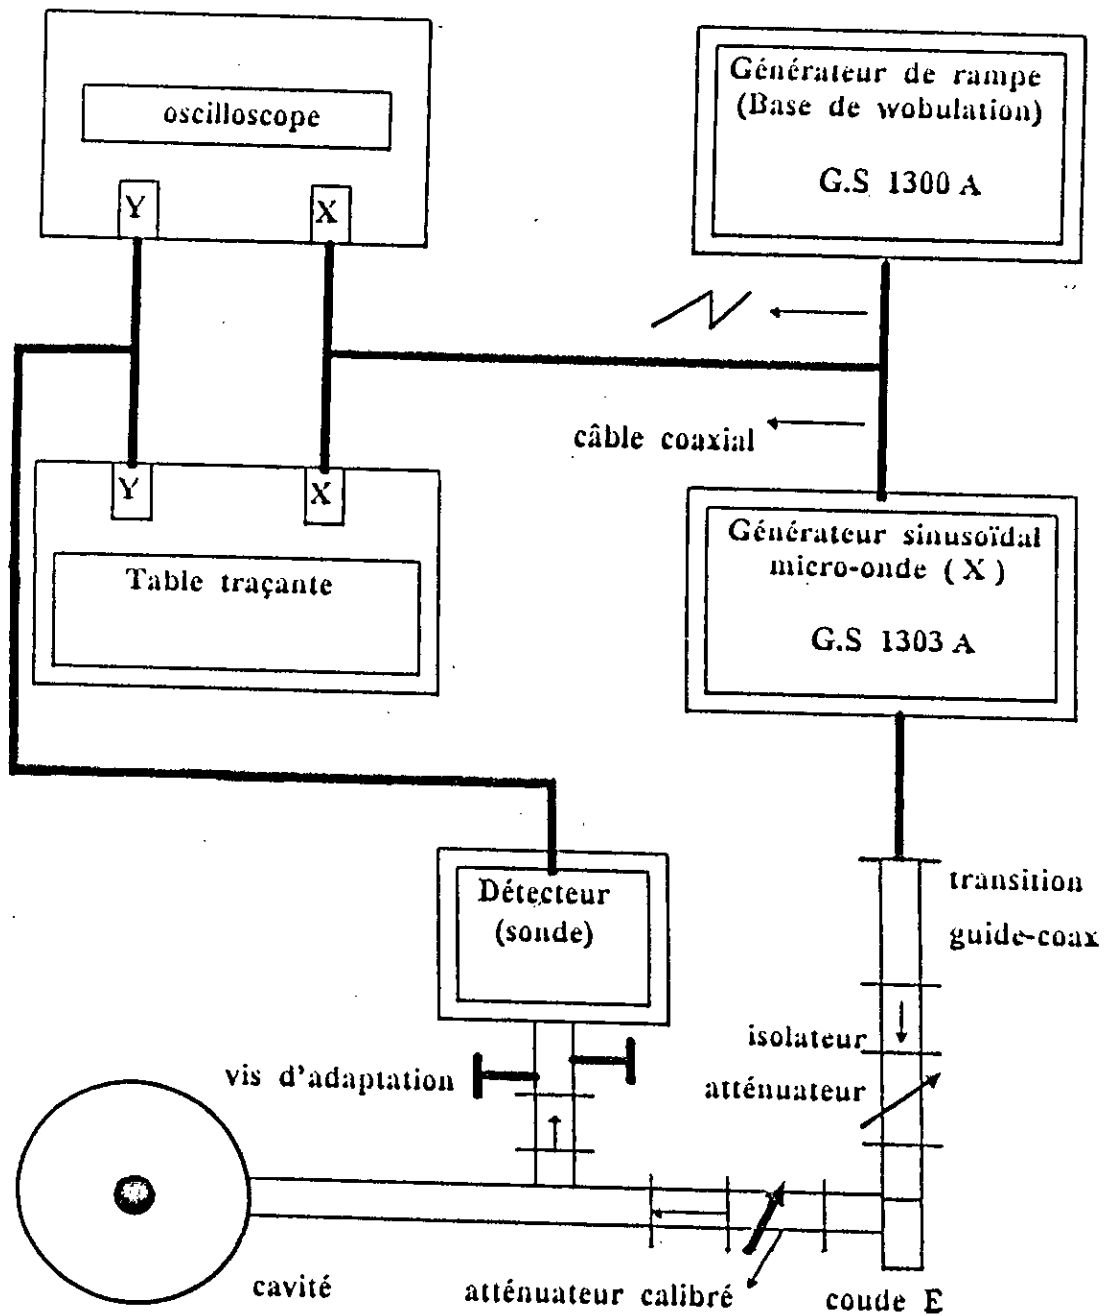 oscilloscope
Y
X
Générateur de rampe
(Base de wobulation)
G.S 1300 A
câble coaxial
Y
X
Table traçante
Générateur sinusoïdal
micro-onde ( X )
G.S 1303 A
Détecteur
(sonde)
transition
guide-coax
isolateur
atténuateur
vis d'adaptation
cavité
atténuateur calibré
coude E